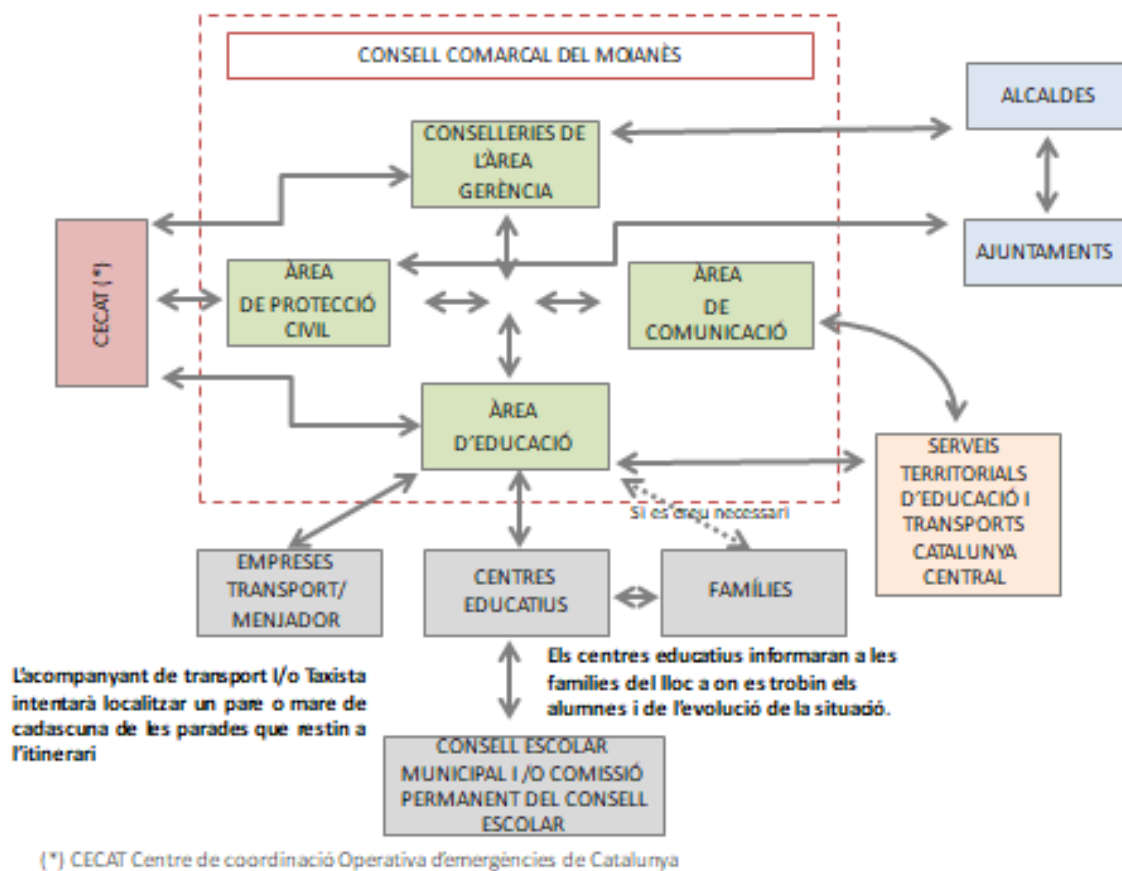 CONSELL COMARCAL DEL MOIANÈS
ALCALDES
CONSELLERIES DE
L'ÀREA
GERÈNCIA
AJUNTAMENTS
CECAT (*)
ÀREA
DE PROTECCIÓ
CIVIL
ÀREA
DE
COMUNICACIÓ
ÀREA
D'EDUCACIÓ
SERVEIS
TERRITORIALS
D'EDUCACIÓ I
TRANSPORTS
CATALUNYA
CENTRAL
Si es creu necessari
EMPRESES
TRANSPORT/
MENJADOR
CENTRES
EDUCATIUS
FAMÍLIES
L'acompanyant de transport I/o Taxista
intentarà localitzar un pare o mare de
cadascuna de les parades que restin a
l'itinerari
Els centres educatius informaran a les
famílies del lloc a on es trobin els
alumnes i de l'evolució de la situació.
CONSELL ESCOLAR
MUNICIPAL I /O COMISSIÓ
PERMANENT DEL CONSELL
ESCOLAR
(*) CECAT Centre de coordinació Operativa d'emergències de Catalunya